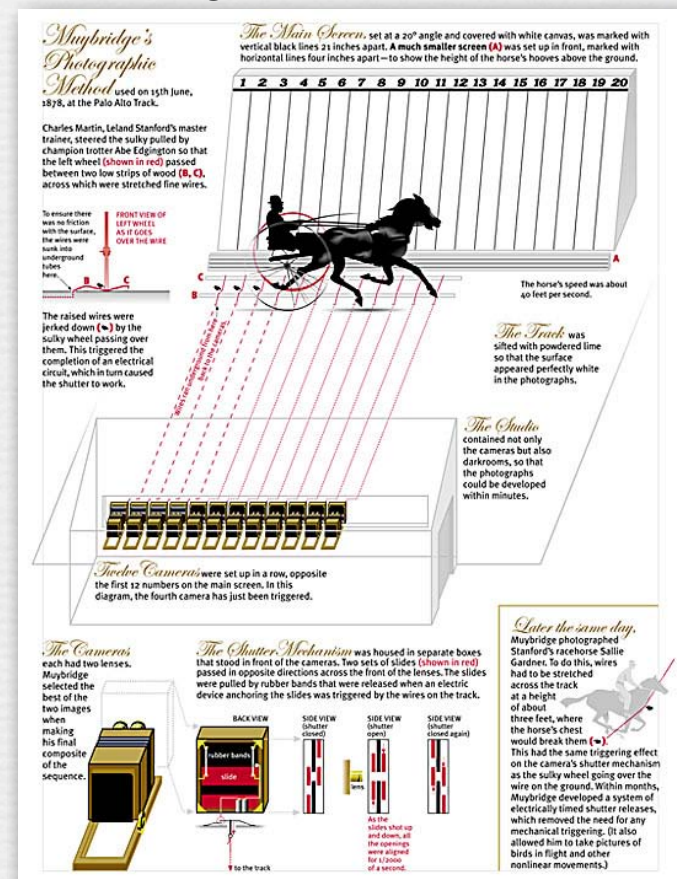 Muybridge's
Photographic
Method used on 15th June,
1878, at the Palo Alto Track.
Charles Martin, Leland Stanford's master
trainer, steered the sulky pulled by
champion trotter Abe Edgington so that
the left wheel (shown in red) passed
between two low strips of wood (B, C),
across which were stretched fine wires.
The Main Screen, set at a 20° angle and covered with white canvas, was marked with
vertical black lines 21 inches apart. A much smaller screen (A) was set up in front, marked with
horizontal lines four inches apart—to show the height of the horse's hooves above the ground.
1 2 3 4 5 6 7 8 9 10 11 12 13 14 15 16 17 18 19 20
A
C
B
To ensure there
was no friction
with the surface,
the wires were
sunk into
underground
tubes
here.
FRONT VIEW OF
LEFT WHEEL
AS IT GOES
OVER THE WIRE
B C
The raised wires were
jerked down ( ) by the
sulky wheel passing over
them. This triggered the
completion of an electrical
circuit, which in turn caused
the shutter to work.
The horse's speed was about
40 feet per second.
Wires ran underground from here
Back to the cameras
The Track was
sifted with powdered lime
so that the surface
appeared perfectly white
in the photographs.
The Studio
contained not only
the cameras but also
darkrooms, so that
the photographs
could be developed
within minutes.
Twelve Cameras were set up in a row, opposite
the first 12 numbers on the main screen. In this
diagram, the fourth camera has just been triggered.
The Cameras
each had two lenses.
Muybridge
selected the
best of the
two images
when
making
his final
composite
of the
sequence.
The Shutter Mechanism was housed in separate boxes
that stood in front of the cameras. Two sets of slides (shown in red)
passed in opposite directions across the front of the lenses. The slides
were pulled by rubber bands that were released when an electric
device anchoring the slides was triggered by the wires on the track.
BACK VIEW
rubber bands
slide
to the track
SIDE VIEW
(shutter
closed)
SIDE VIEW
(shutter
open)
SIDE VIEW
(shutter
closed again)
lens
As the
slides shot up
and down, all
the openings
were aligned
for 1/2000
of a second.
Later the same day,
Muybridge photographed
Stanford's racehorse Sallie
Gardner. To do this, wires
had to be stretched
across the track
at a height
of about
three feet, where
the horse's chest
would break them ( ).
This had the same triggering effect
on the camera's shutter mechanism
as the sulky wheel going over the
wire on the ground. Within months,
Muybridge developed a system of
electrically timed shutter releases,
which removed the need for any
mechanical triggering. (It also
allowed him to take pictures of
birds in flight and other
nonlinear movements.)